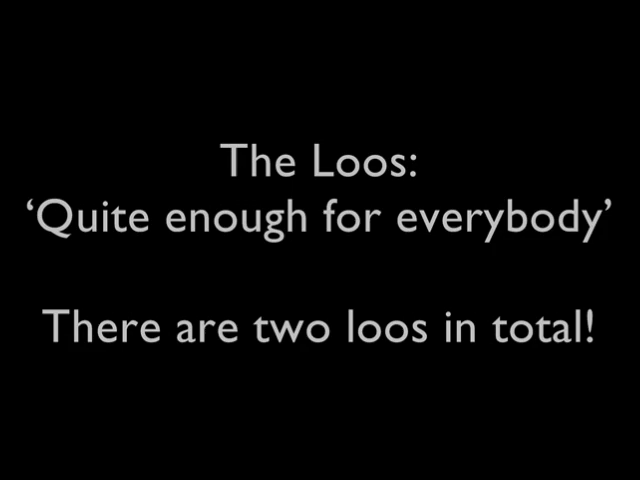 The Loos:
‘Quite enough for everybody’
There are two loos in total!